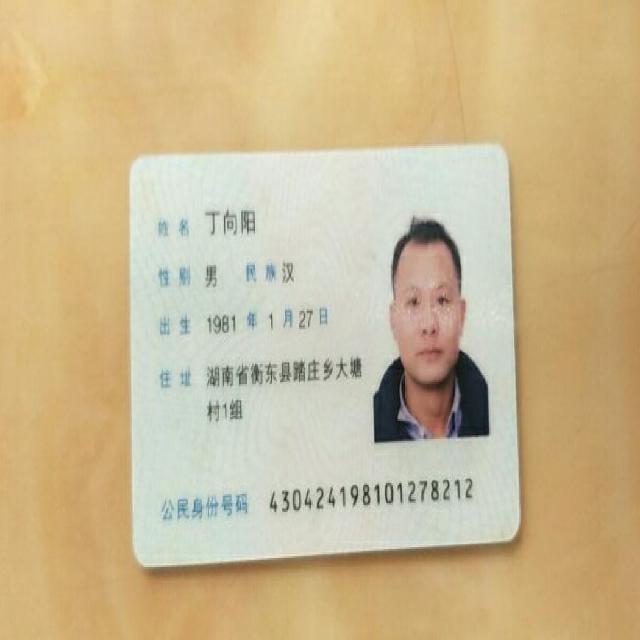 姓名 丁向阳
性别 男 民族 汉
出生 1981 年 1 月 27 日
住址 湖南省衡东县踏庄乡大塘
村1组
公民身份号码 430424198101278212